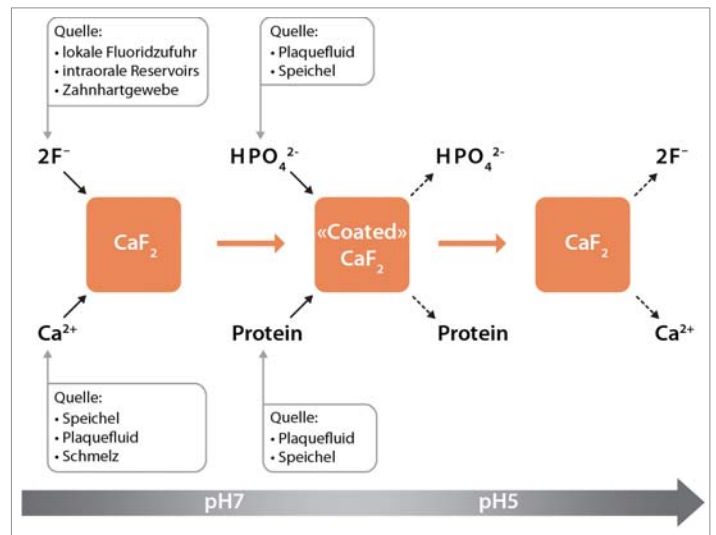 Quelle:
• lokale Fluoridzufuhr
• intraorale Reservoirs
• Zahnhartgewebe
Quelle:
• Plaquefluid
• Speichel
2F⁻
HPO₄²⁻
HPO₄²⁻
2F⁻
CaF₂
«Coated»
CaF₂
CaF₂
Ca²⁺
Protein
Protein
Ca²⁺
Quelle:
• Speichel
• Plaquefluid
• Schmelz
Quelle:
• Plaquefluid
• Speichel
pH7
pH5